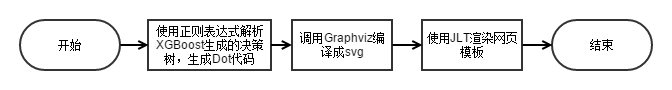 开始
使用正则表达式解析
XGBoost生成的决策
树，生成Dot代码
调用Graphviz编
译成svg
使用JLT渲染网页
模板
结束